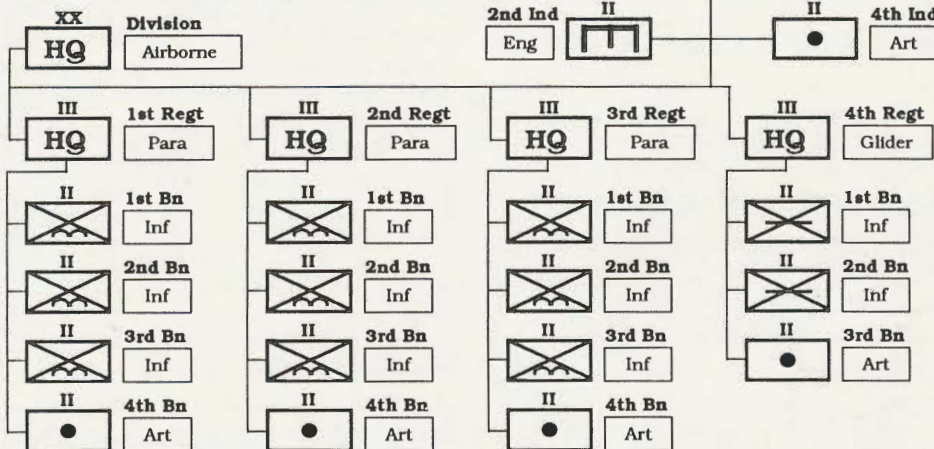 XX Division II 2nd Ind II 4th Ind
HQ Airborne Eng Art
III 1st Regt III 2nd Regt III 3rd Regt III 4th Regt
HQ Para HQ Para HQ Para HQ Glider
II 1st Bn II 1st Bn II 1st Bn II 1st Bn
Inf Inf Inf Inf
II 2nd Bn II 2nd Bn II 2nd Bn II 2nd Bn
Inf Inf Inf Inf
II 3rd Bn II 3rd Bn II 3rd Bn II 3rd Bn
Inf Inf Inf Art
II 4th Bn II 4th Bn II 4th Bn
Art Art Art